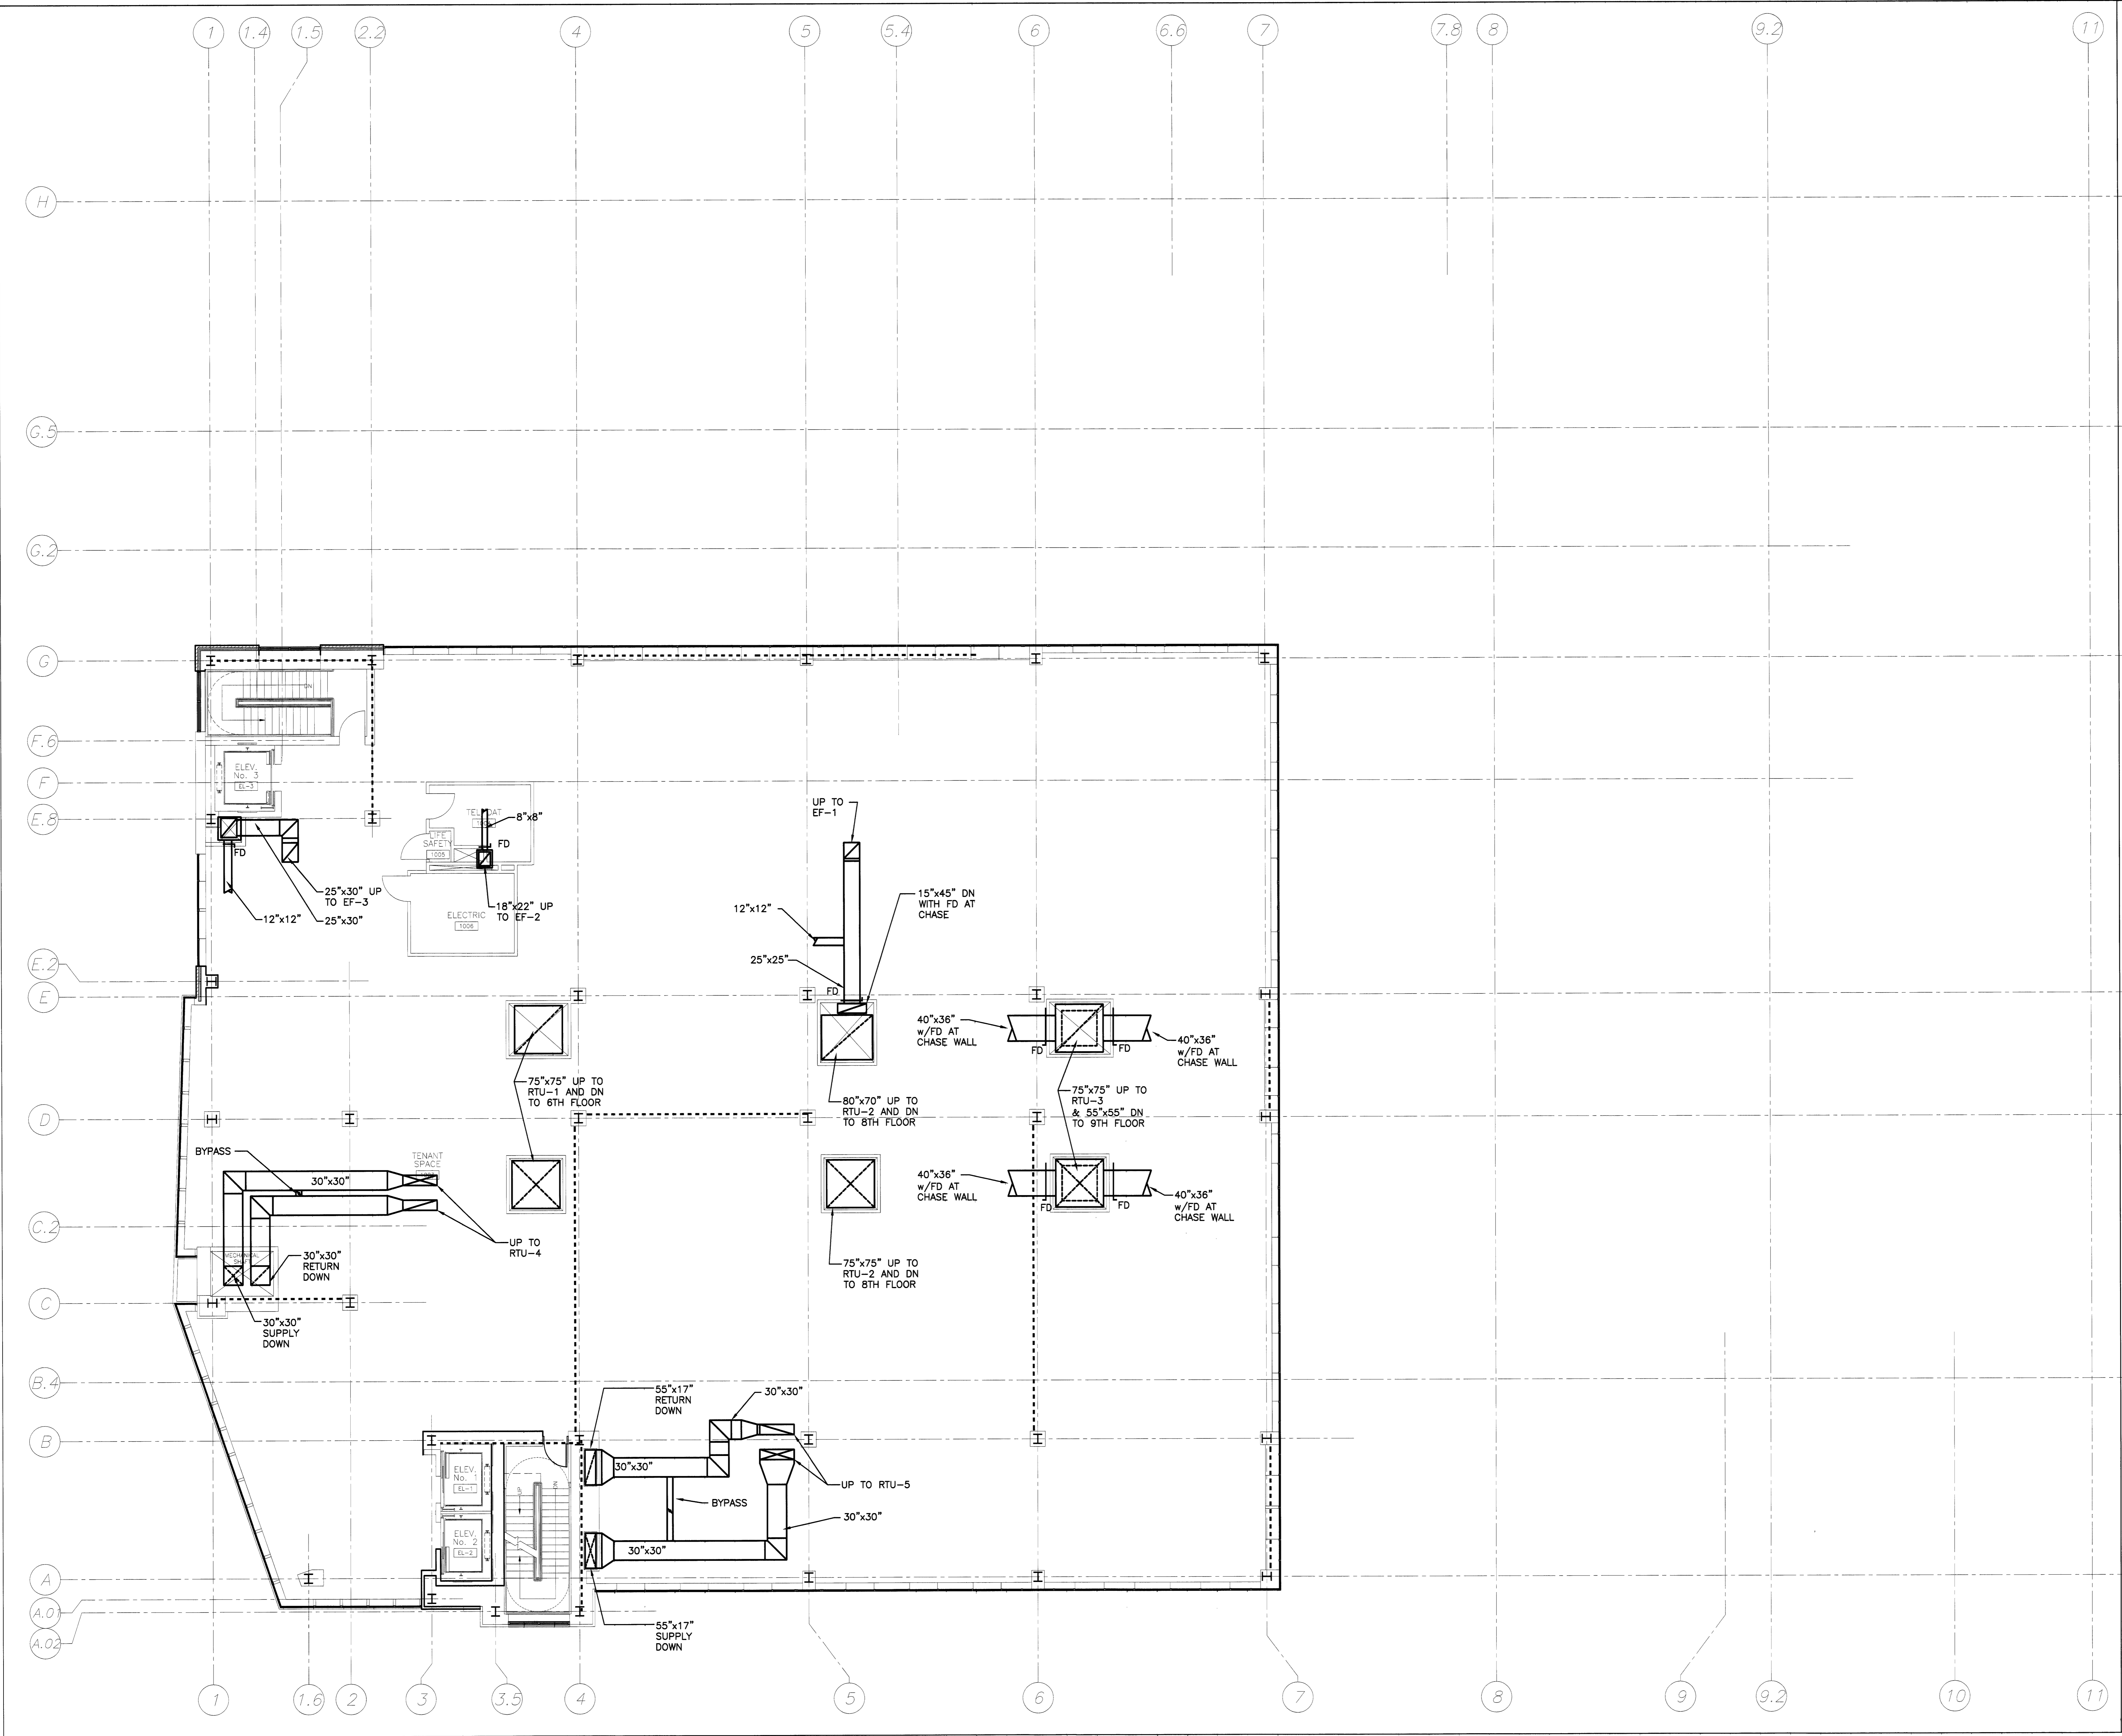 1
1.4
1.5
2.2
4
5
5.4
6
6.6
7
7.8
8
9.2
11
H
G.5
G.2
G
DN
F.6
ELEV.
No. 3
EL-3
F
E.8
FD
25"x30" UP
TO EF-3
12"x12"
25"x30"
8"x8"
LIFE
SAFETY
1005
FD
18"x22" UP
TO EF-2
ELECTRIC
1006
UP TO
EF-1
12"x12"
15"x45" DN
WITH FD AT
CHASE
25"x25"
FD
E.2
E
40"x36"
w/FD AT
CHASE WALL
FD
FD
40"x36"
w/FD AT
CHASE WALL
75"x75" UP TO
RTU-1 AND DN
TO 6TH FLOOR
80"x70" UP TO
RTU-2 AND DN
TO 8TH FLOOR
75"x75" UP TO
RTU-3
& 55"x55" DN
TO 9TH FLOOR
D
BYPASS
30"x30"
TENANT
SPACE
40"x36"
w/FD AT
CHASE WALL
FD
FD
40"x36"
w/FD AT
CHASE WALL
C.2
UP TO
RTU-4
MECHANICAL
SHAFT
30"x30"
RETURN
DOWN
75"x75" UP TO
RTU-2 AND DN
TO 8TH FLOOR
C
30"x30"
SUPPLY
DOWN
B.4
55"x17"
RETURN
DOWN
30"x30"
B
ELEV.
No. 1
EL-1
UP
DN
30"x30"
UP TO RTU-5
BYPASS
30"x30"
ELEV.
No. 2
EL-2
30"x30"
A
A.01
A.02
55"x17"
SUPPLY
DOWN
1
1.6
2
3
3.5
4
5
6
7
8
9
9.2
10
11